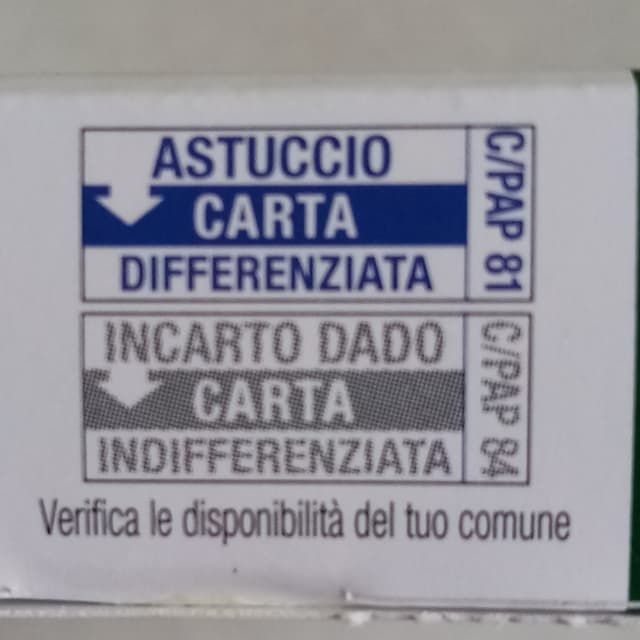 ASTUCCIO
CARTA
DIFFERENZIATA
C/PAP 81
INCARTO DADO
CARTA
INDIFFERENZIATA
C/PAP 84
Verifica le disponibilità del tuo comune